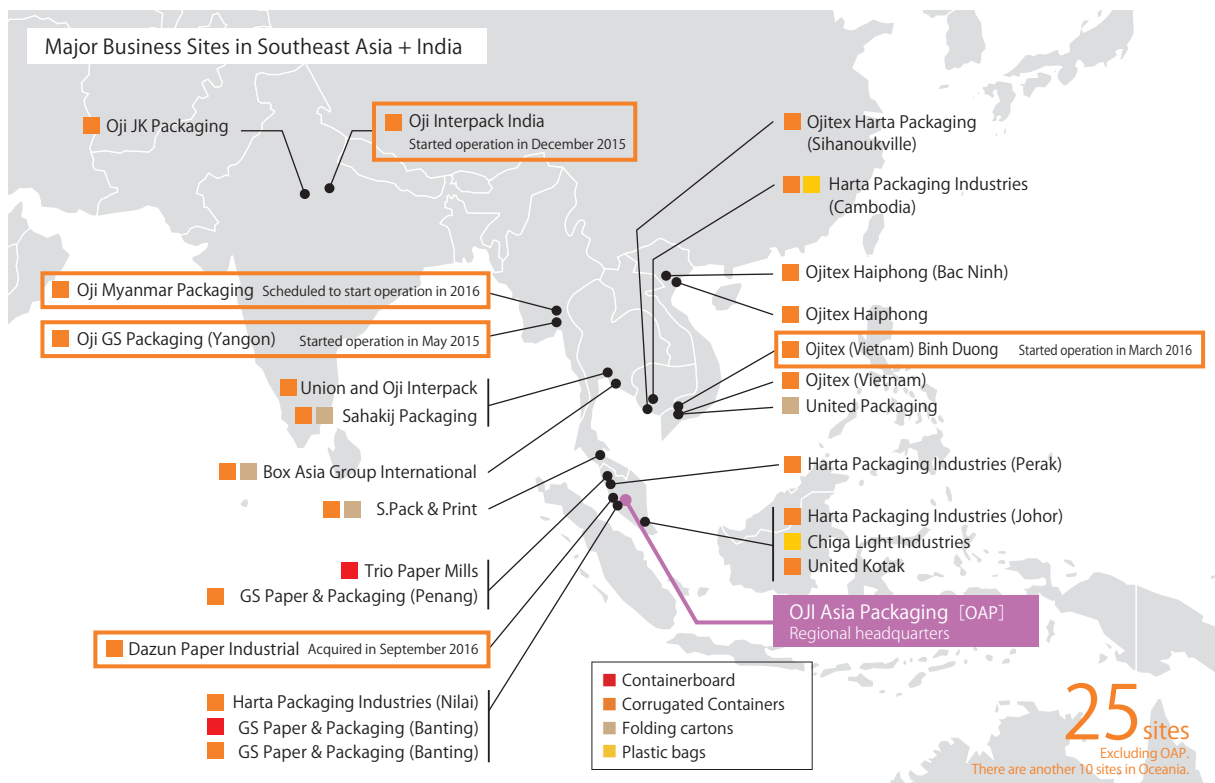 Major Business Sites in Southeast Asia + India
Oji JK Packaging
Oji Interpack India
Started operation in December 2015
Oji Myanmar Packaging Scheduled to start operation in 2016
Oji GS Packaging (Yangon) Started operation in May 2015
Union and Oji Interpack
Sahakij Packaging
Box Asia Group International
S.Pack & Print
Trio Paper Mills
GS Paper & Packaging (Penang)
Dazun Paper Industrial Acquired in September 2016
Harta Packaging Industries (Nilai)
GS Paper & Packaging (Banting)
GS Paper & Packaging (Banting)
Ojitex Harta Packaging
(Sihanoukville)
Harta Packaging Industries
(Cambodia)
Ojitex Haiphong (Bac Ninh)
Ojitex Haiphong
Ojitex (Vietnam) Binh Duong Started operation in March 2016
Ojitex (Vietnam)
United Packaging
Harta Packaging Industries (Perak)
Harta Packaging Industries (Johor)
Chiga Light Industries
United Kotak
OJI Asia Packaging [OAP]
Regional headquarters
Containerboard
Corrugated Containers
Folding cartons
Plastic bags
25 sites
Excluding OAP.
There are another 10 sites in Oceania.